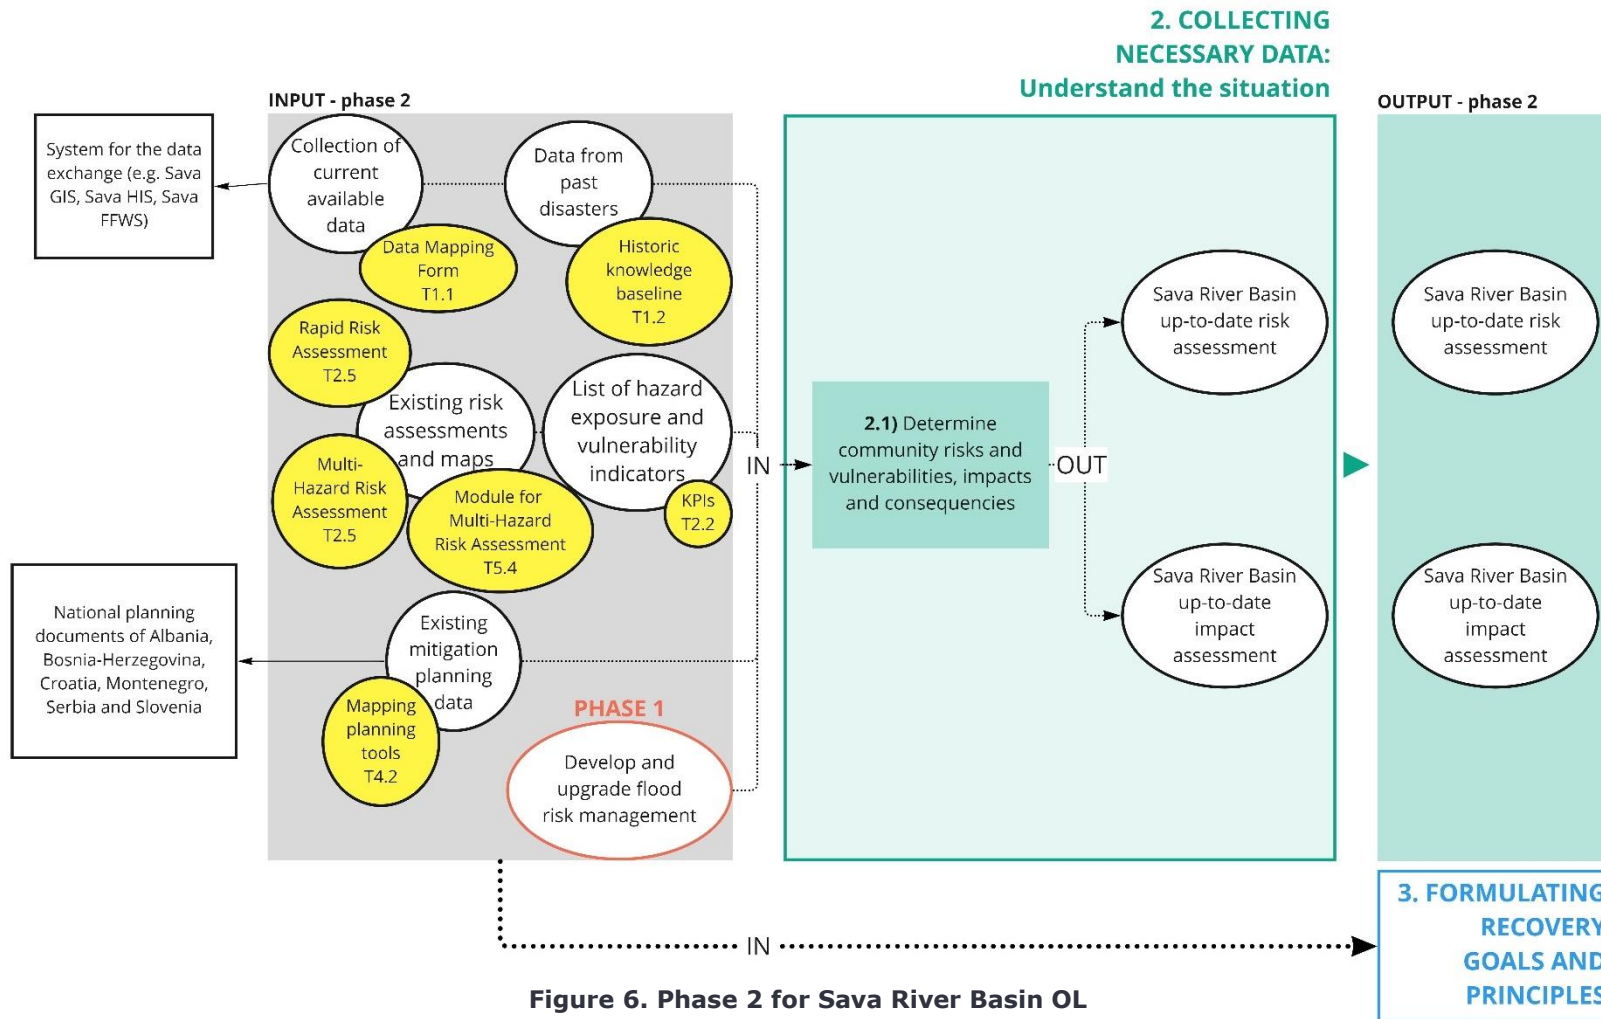 2. COLLECTING
NECESSARY DATA:
Understand the situation
INPUT - phase 2
OUTPUT - phase 2
System for the data
exchange (e.g. Sava
GIS, Sava HIS, Sava
FFWS)
Collection of
current
available
data
Data from
past
disasters
Data Mapping
Form
T1.1
Historic
knowledge
baseline
T1.2
Rapid Risk
Assessment
T2.5
Existing risk
assessments
and maps
List of hazard
exposure and
vulnerability
indicators
Multi-
Hazard Risk
Assessment
T2.5
Module for
Multi-Hazard
Risk Assessment
T5.4
KPIs
T2.2
National planning
documents of Albania,
Bosnia-Herzegovina,
Croatia, Montenegro,
Serbia and Slovenia
Existing
mitigation
planning
data
Mapping
planning
tools
T4.2
PHASE 1
Develop and
upgrade flood
risk management
IN
2.1) Determine
community risks and
vulnerabilities, impacts
and consequencies
OUT
Sava River Basin
up-to-date risk
assessment
Sava River Basin
up-to-date
impact
assessment
Sava River Basin
up-to-date risk
assessment
Sava River Basin
up-to-date
impact
assessment
IN
3. FORMULATING
RECOVERY
GOALS AND
PRINCIPLES
Figure 6. Phase 2 for Sava River Basin OL